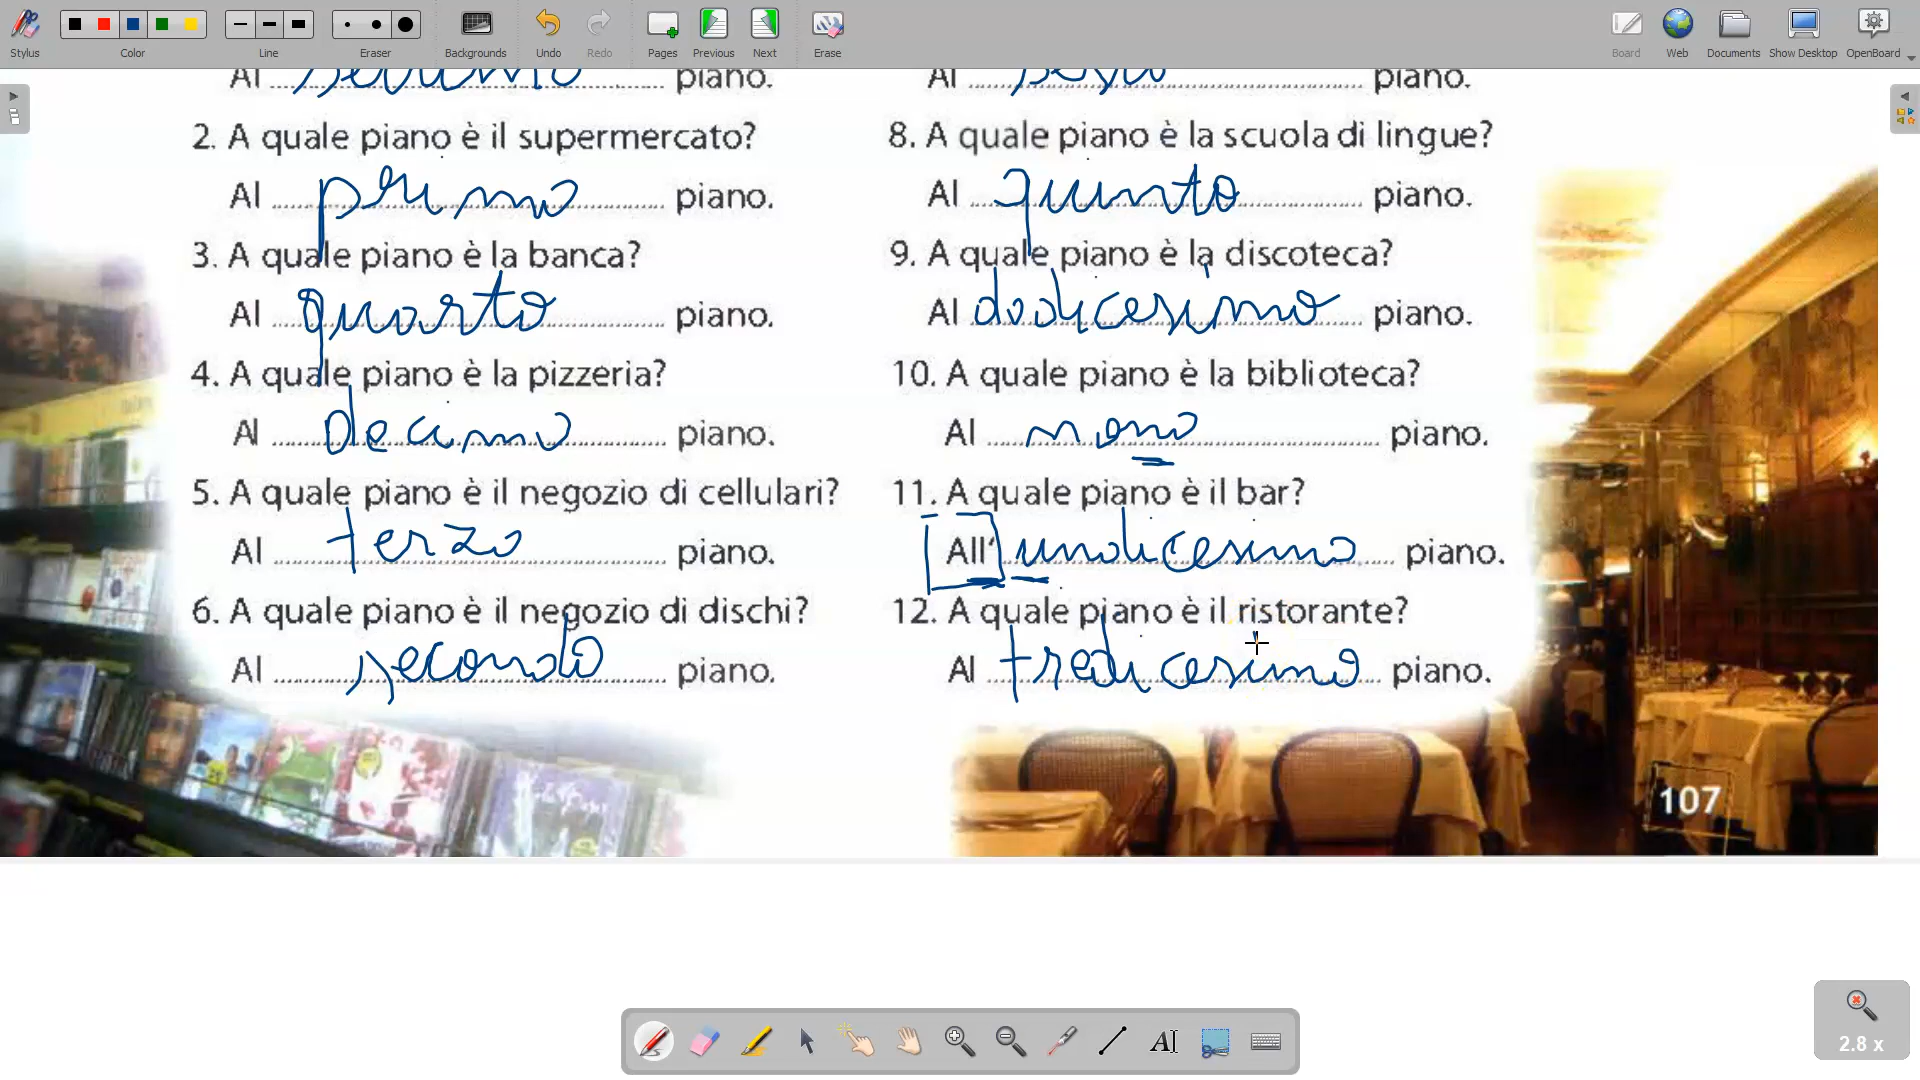 Stylus Color Line Eraser Backgrounds Undo Redo Pages Previous Next Erase Board Web Documents Show Desktop OpenBoard
Al settimo piano.
2. A quale piano è il supermercato?
Al primo piano.
3. A quale piano è la banca?
Al quarto piano.
4. A quale piano è la pizzeria?
Al decimo piano.
5. A quale piano è il negozio di cellulari?
Al terzo piano.
6. A quale piano è il negozio di dischi?
Al secondo piano.
Al sesto piano.
8. A quale piano è la scuola di lingue?
Al quinto piano.
9. A quale piano è la discoteca?
Al dodicesimo piano.
10. A quale piano è la biblioteca?
Al nono piano.
11. A quale piano è il bar?
All' undicesimo piano.
12. A quale piano è il ristorante?
Al tredicesimo piano.
107
2.8 x